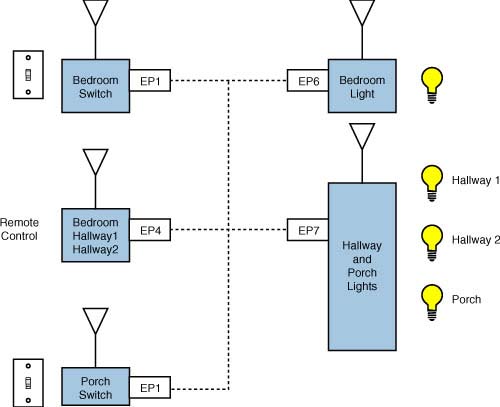 Bedroom
Switch
EP1
EP6
Bedroom
Light
Remote
Control
Bedroom
Hallway1
Hallway2
EP4
EP7
Hallway
and
Porch
Lights
Hallway 1
Hallway 2
Porch
Porch
Switch
EP1